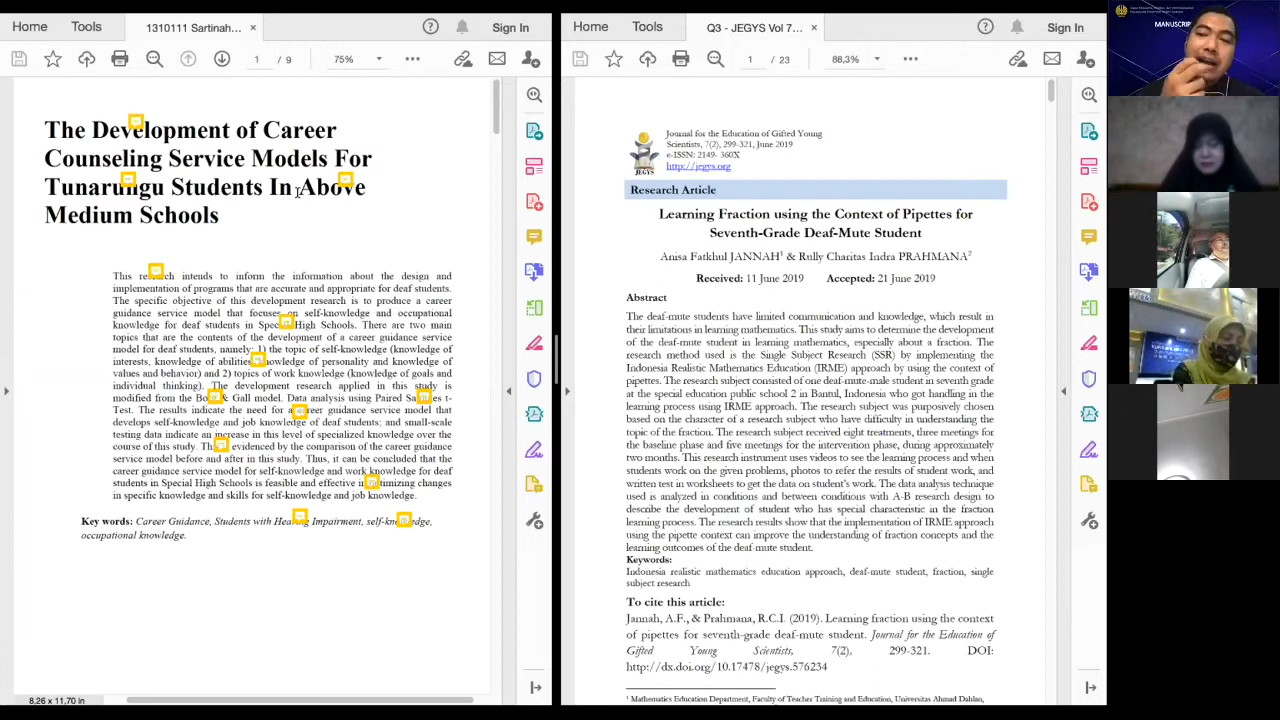 Home Tools 1310111 Sartinah... × Sign In
1 / 9 75%
The Development of Career
Counseling Service Models For
Tunarungu Students In Above
Medium Schools
This research intends to inform the information about the design and
implementation of programs that are accurate and appropriate for deaf students.
The specific objective of this development research is to produce a career
guidance service model that focuses on self-knowledge and occupational
knowledge for deaf students in Special High Schools. There are two main
topics that are the contents of the development of a career guidance service
model for deaf students, namely: 1) the topic of self-knowledge (knowledge of
interests, knowledge of abilities, knowledge of personality and knowledge of
values and behavior) and 2) topics of work knowledge (knowledge of goals and
individual thinking). The development research applied in this study is
modified from the Borg & Gall model. Data analysis using Paired Samples t-
Test. The results indicate the need for a career guidance service model that
develops self-knowledge and job knowledge of deaf students; and small-scale
testing data indicate an increase in this level of specialized knowledge over the
course of this study. This evidenced by the comparison of the career guidance
service model before and after in this study. Thus, it can be concluded that the
career guidance service model for self-knowledge and work knowledge for deaf
students in Special High Schools is feasible and effective in optimizing changes
in specific knowledge and skills for self-knowledge and job knowledge.
Key words: Career Guidance, Students with Hearing Impairment, self-knowledge,
occupational knowledge.
8,26 x 11,70 in
Home Tools Q3 - JEGYS Vol 7... × Sign In
1 / 23 88,3%
JEGYS
Journal for the Education of Gifted Young
Scientists, 7(2), 299-321, June 2019
e-ISSN: 2149- 360X
http://jegys.org
Research Article
Learning Fraction using the Context of Pipettes for
Seventh-Grade Deaf-Mute Student
Anisa Fatkhul JANNAH¹ & Rully Charitas Indra PRAHMANA²
Received: 11 June 2019 Accepted: 21 June 2019
Abstract
The deaf-mute students have limited communication and knowledge, which result in
their limitations in learning mathematics. This study aims to determine the development
of the deaf-mute student in learning mathematics, especially about a fraction. The
research method used is the Single Subject Research (SSR) by implementing the
Indonesia Realistic Mathematics Education (IRME) approach by using the context of
pipettes. The research subject consisted of one deaf-mute-male student in seventh grade
at the special education public school 2 in Bantul, Indonesia who got handling in the
learning process using IRME approach. The research subject was purposively chosen
based on the character of a research subject who have difficulty in understanding the
topic of the fraction. The research subject received eight treatments, three meetings for
the baseline phase and five meetings for the intervention phase, during approximately
two months. This research instrument uses videos to see the learning process and when
students work on the given problems, photos to refer the results of student work, and
written test in worksheets to get the data on student's work. The data analysis technique
used is analyzed in conditions and between conditions with A-B research design to
describe the development of student who has special characteristic in the fraction
learning process. The research results show that the implementation of IRME approach
using the pipette context can improve the understanding of fraction concepts and the
learning outcomes of the deaf-mute student.
Keywords:
Indonesia realistic mathematics education approach, deaf-mute student, fraction, single
subject research
To cite this article:
Jannah, A.F., & Prahmana, R.C.I. (2019). Learning fraction using the context
of pipettes for seventh-grade deaf-mute student. Journal for the Education of
Gifted Young Scientists, 7(2), 299-321. DOI:
http://dx.doi.org/10.17478/jegys.576234
¹ Mathematics Education Department, Faculty of Teacher Training and Education, Universitas Ahmad Dahlan,
MANUSCRIP